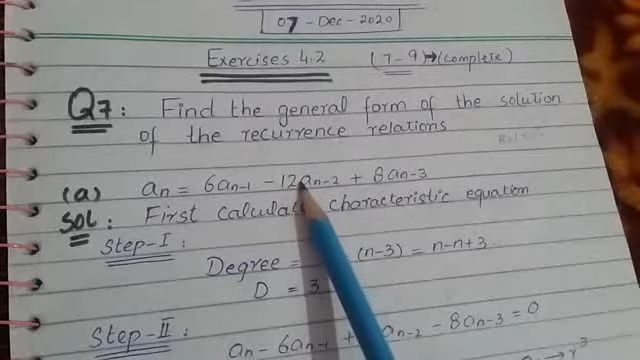 07-Dec-2020
Exercises 4.2 (7-9)→(Complete)
Q7: Find the general form of the solution
of the recurrence relations
(a) an = 6an-1 - 12an-2 + 8an-3
Sol: First calculat characteristic equation
Step-I:
Degree = (n-3) = n-n+3
D = 3
Step-II:
an - 6an-1 + an-2 - 8an-3 = 0